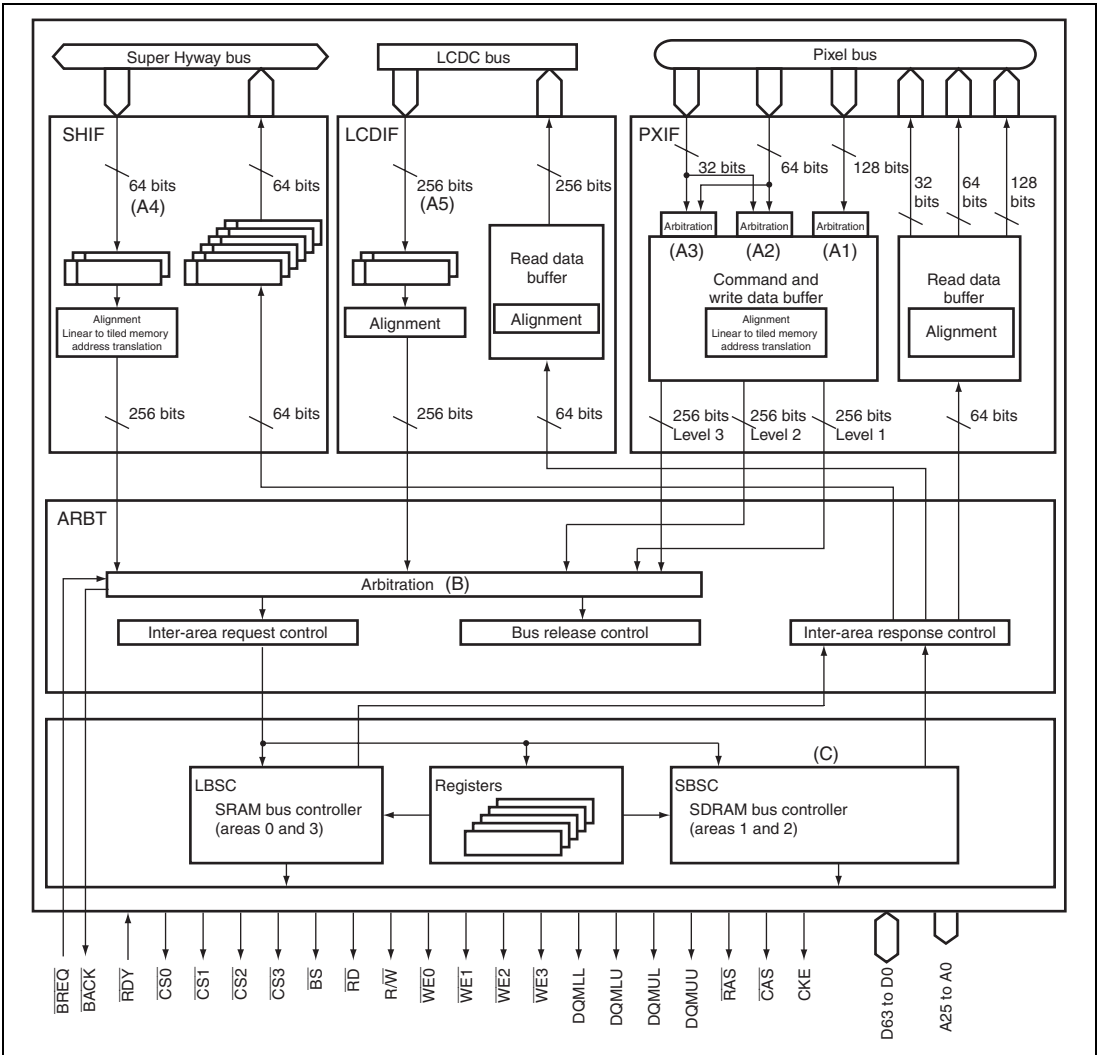 Super Hyway bus
LCDC bus
Pixel bus
SHIF
LCDIF
PXIF
64 bits
(A4)
64 bits
256 bits
(A5)
256 bits
32 bits
64 bits
128 bits
32
bits
64
bits
128
bits
Arbitration
Arbitration
Arbitration
(A3)
(A2)
(A1)
Alignment
Linear to tiled memory
address translation
Alignment
Read data
buffer
Alignment
Command and
write data buffer
Alignment
Linear to tiled memory
address translation
Read data
buffer
Alignment
256 bits
64 bits
256 bits
64 bits
256 bits
Level 3
256 bits
Level 2
256 bits
Level 1
64 bits
ARBT
Arbitration (B)
Inter-area request control
Bus release control
Inter-area response control
(C)
LBSC
SRAM bus controller
(areas 0 and 3)
Registers
SBSC
SDRAM bus controller
(areas 1 and 2)
BREQ
BACK
RDY
CS0
CS1
CS2
CS3
BS
RD
R/W
WE0
WE1
WE2
WE3
DQMLL
DQMLU
DQMUL
DQMUU
RAS
CAS
CKE
D63 to D0
A25 to A0